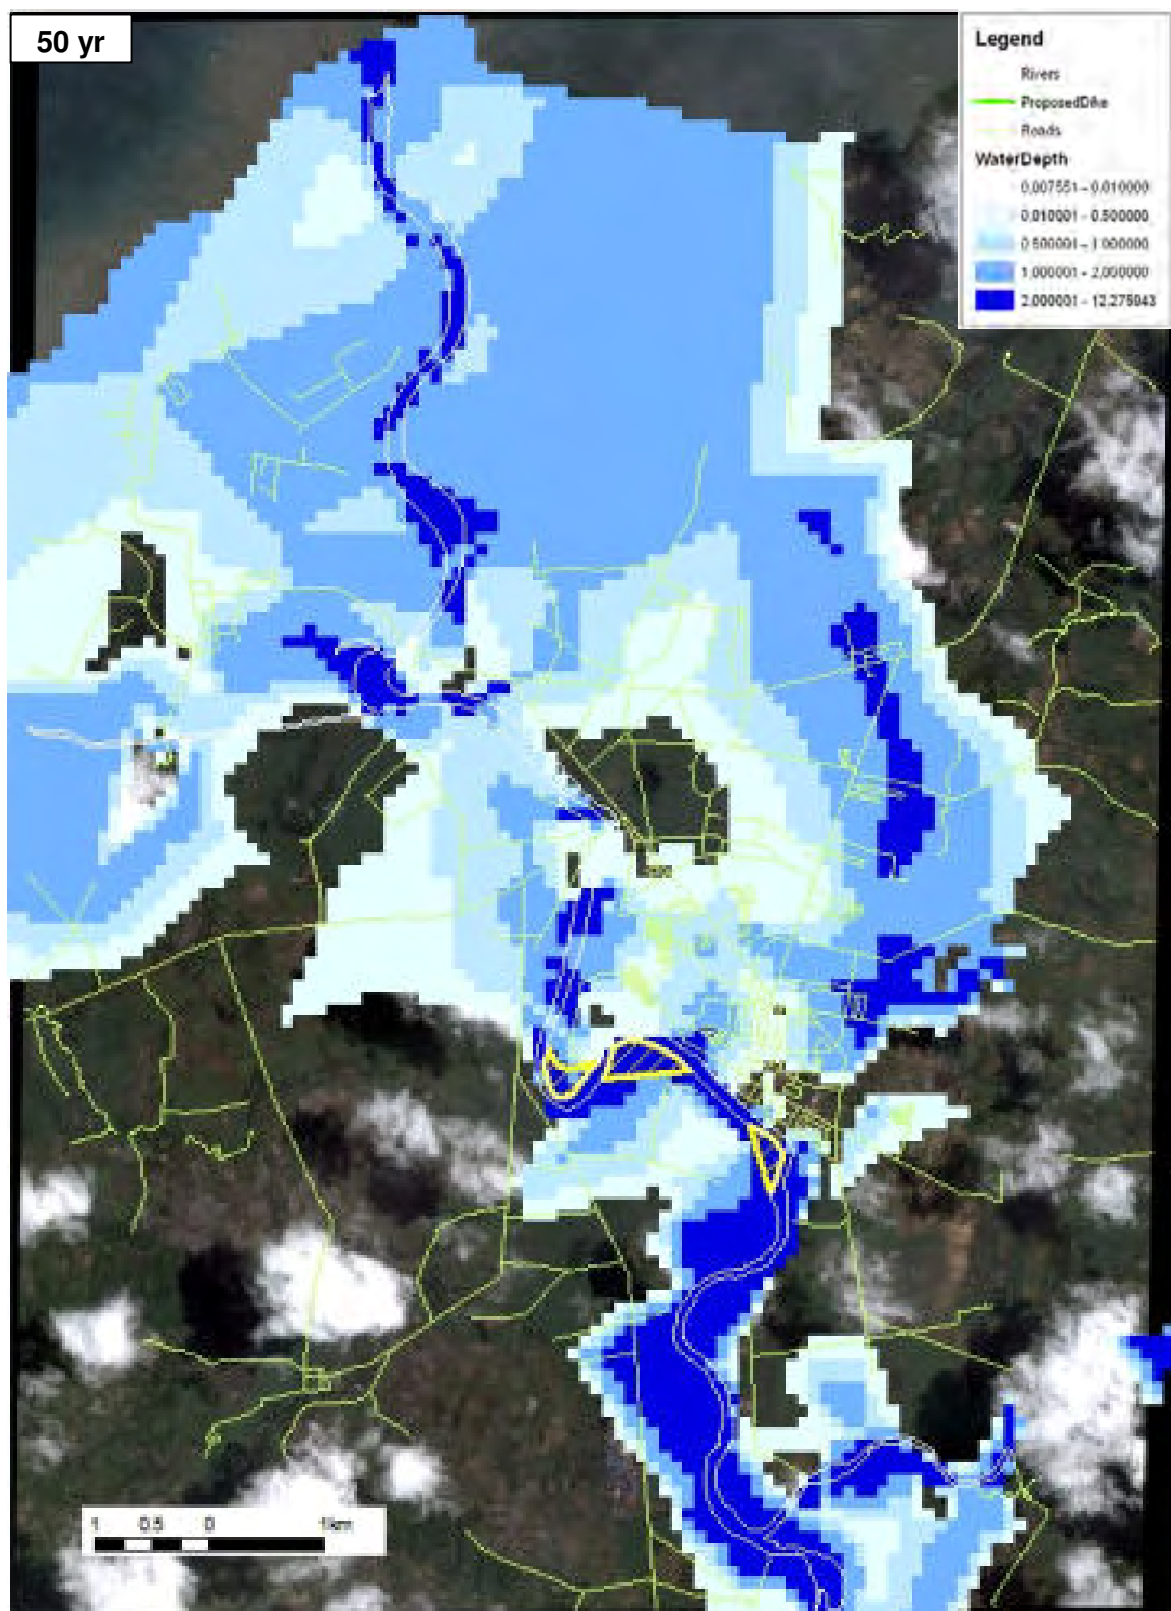 50 yr
Legend
Rivers
ProposedDike
Roads
WaterDepth
0.007551 - 0.010000
0.010001 - 0.500000
0.500001 - 1.000000
1.000001 - 2.000000
2.000001 - 12.275943
1 0.5 0 1km